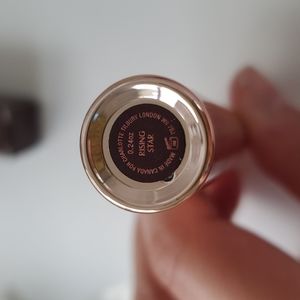 MADE IN CANADA FOR CHARLOTTE TILBURY LONDON
0.24oz
RISING
STAR